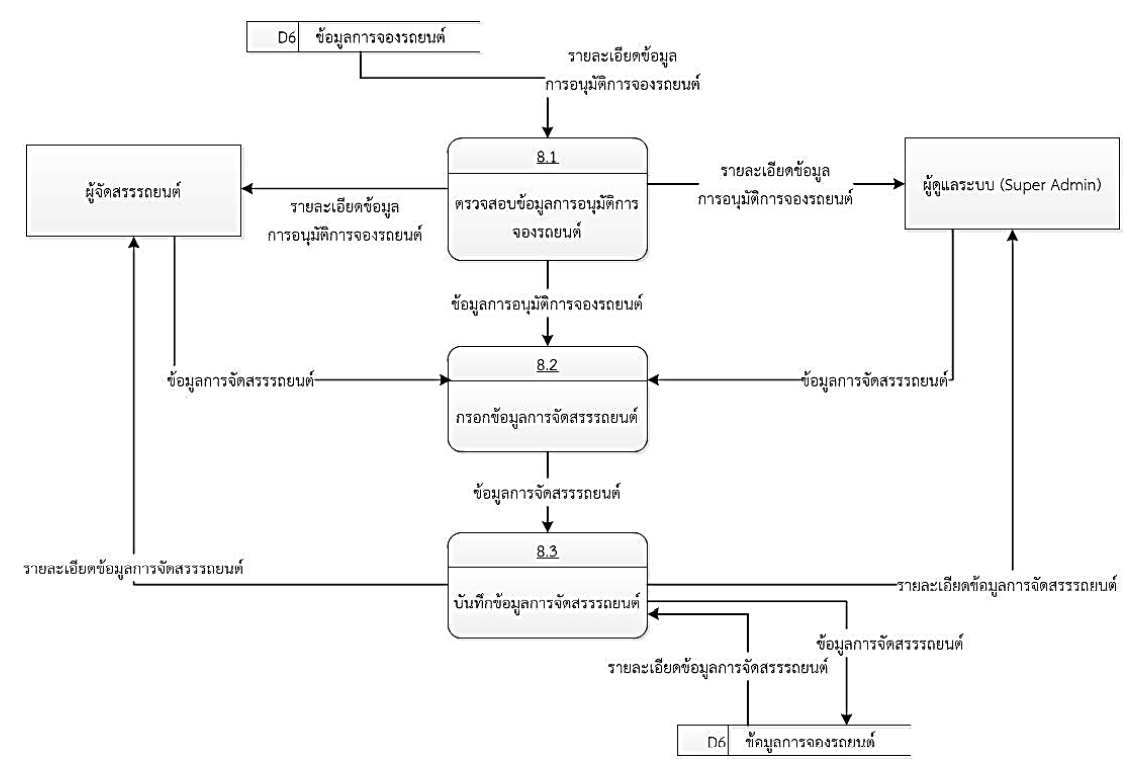 D6 ข้อมูลการจองรถยนต์
รายละเอียดข้อมูล
การอนุมัติการจองรถยนต์
8.1
ตรวจสอบข้อมูลการอนุมัติการ
จองรถยนต์
ผู้จัดสรรรถยนต์
รายละเอียดข้อมูล
การอนุมัติการจองรถยนต์
รายละเอียดข้อมูล
การอนุมัติการจองรถยนต์
ผู้ดูแลระบบ (Super Admin)
ข้อมูลการอนุมัติการจองรถยนต์
8.2
กรอกข้อมูลการจัดสรรรถยนต์
ข้อมูลการจัดสรรรถยนต์
ข้อมูลการจัดสรรรถยนต์
ข้อมูลการจัดสรรรถยนต์
8.3
บันทึกข้อมูลการจัดสรรรถยนต์
รายละเอียดข้อมูลการจัดสรรรถยนต์
รายละเอียดข้อมูลการจัดสรรรถยนต์
ข้อมูลการจัดสรรรถยนต์
รายละเอียดข้อมูลการจัดสรรรถยนต์
D6 ข้อมูลการจองรถยนต์